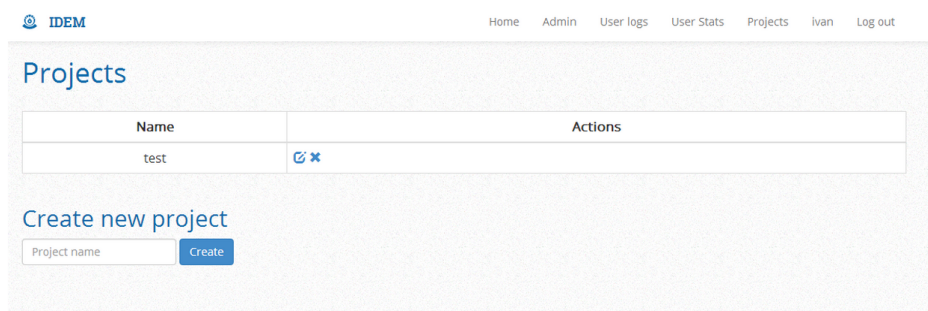 IDEM Home Admin User logs User Stats Projects ivan Log out
Projects
Name Actions
test
Create new project
Project name Create